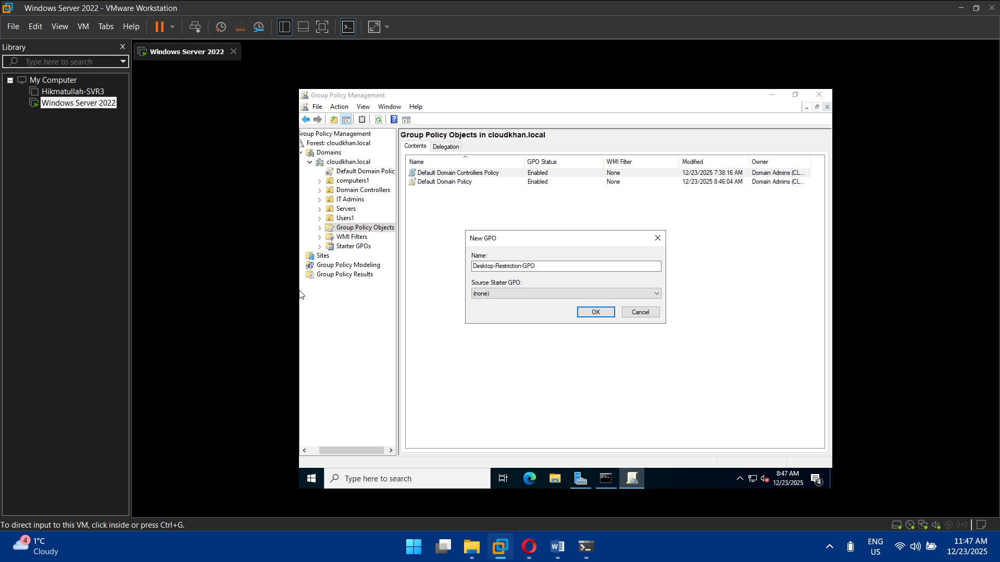 Windows Server 2022 - VMware Workstation
File Edit View VM Tabs Help
Library
Type here to search
My Computer
Hikmatullah-SVR3
Windows Server 2022
Windows Server 2022
Group Policy Management
File Action View Window Help
Group Policy Management
Forest: cloudkhan.local
Domains
cloudkhan.local
Default Domain Polic
computers1
Domain Controllers
IT Admins
Servers
Users1
Group Policy Objects
WMI Filters
Starter GPOs
Sites
Group Policy Modeling
Group Policy Results
Group Policy Objects in cloudkhan.local
Contents Delegation
Name GPO Status WMI Filter Modified Owner
Default Domain Controllers Policy Enabled None 12/23/2025 7:38:16 AM Domain Admins (CL...
Default Domain Policy Enabled None 12/23/2025 8:46:04 AM Domain Admins (CL...
New GPO
Name:
Desktop-Restriction-GPO
Source Starter GPO:
(none)
OK Cancel
Type here to search
8:47 AM
12/23/2025
4
To direct input to this VM, click inside or press Ctrl+G.
4
1°C
Cloudy
ENG
US
11:47 AM
12/23/2025